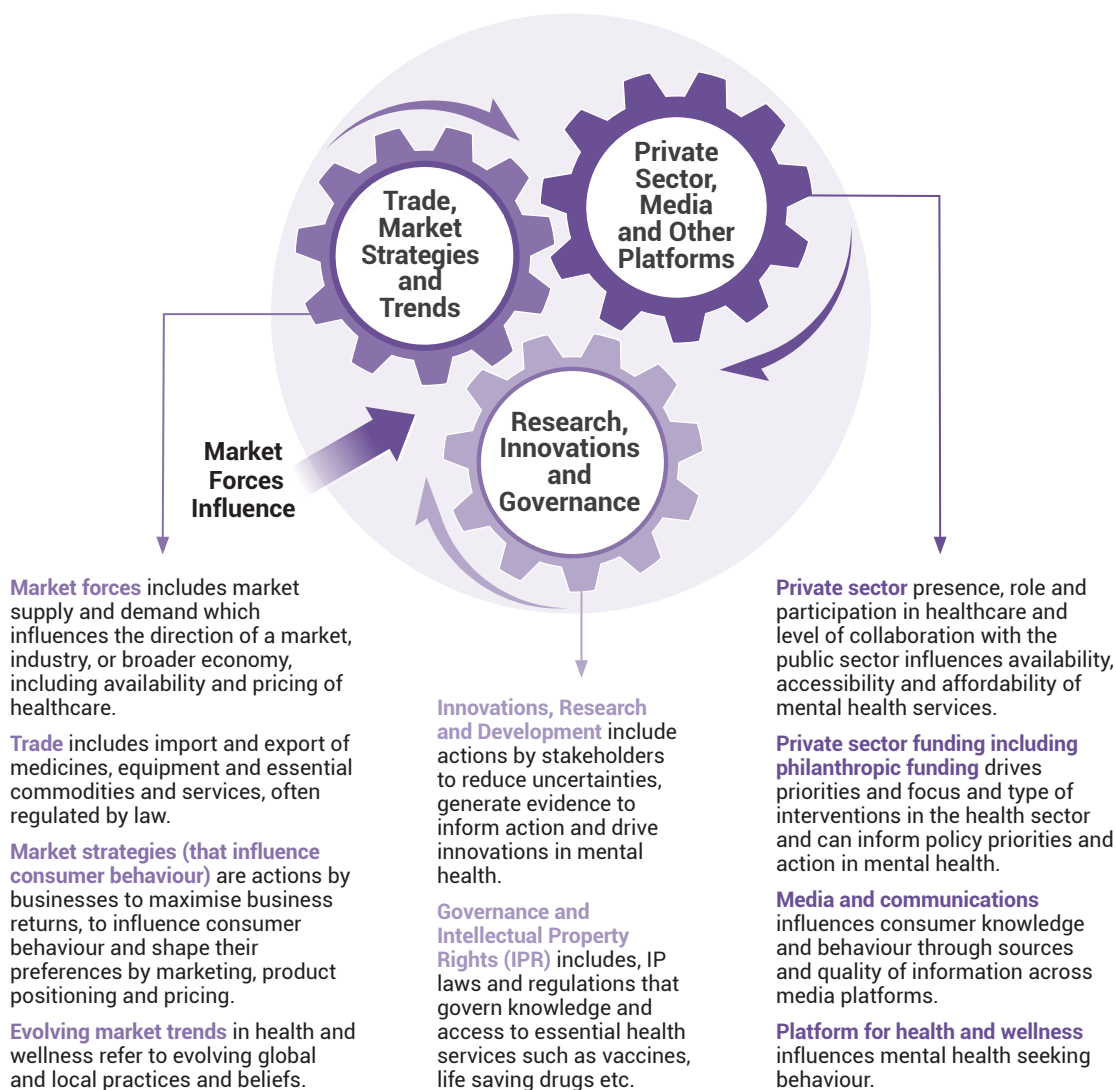 Private
Sector,
Media
and Other
Platforms
Trade,
Market
Strategies
and
Trends
Research,
Innovations
and
Governance
Market
Forces
Influence
Market forces includes market
supply and demand which
influences the direction of a market,
industry, or broader economy,
including availability and pricing of
healthcare.
Trade includes import and export of
medicines, equipment and essential
commodities and services, often
regulated by law.
Market strategies (that influence
consumer behaviour) are actions by
businesses to maximise business
returns, to influence consumer
behaviour and shape their
preferences by marketing, product
positioning and pricing.
Evolving market trends in health and
wellness refer to evolving global
and local practices and beliefs.
Innovations, Research
and Development include
actions by stakeholders
to reduce uncertainties,
generate evidence to
inform action and drive
innovations in mental
health.
Governance and
Intellectual Property
Rights (IPR) includes, IP
laws and regulations that
govern knowledge and
access to essential health
services such as vaccines,
life saving drugs etc.
Private sector presence, role and
participation in healthcare and
level of collaboration with the
public sector influences availability,
accessibility and affordability of
mental health services.
Private sector funding including
philanthropic funding drives
priorities and focus and type of
interventions in the health sector
and can inform policy priorities and
action in mental health.
Media and communications
influences consumer knowledge
and behaviour through sources
and quality of information across
media platforms.
Platform for health and wellness
influences mental health seeking
behaviour.